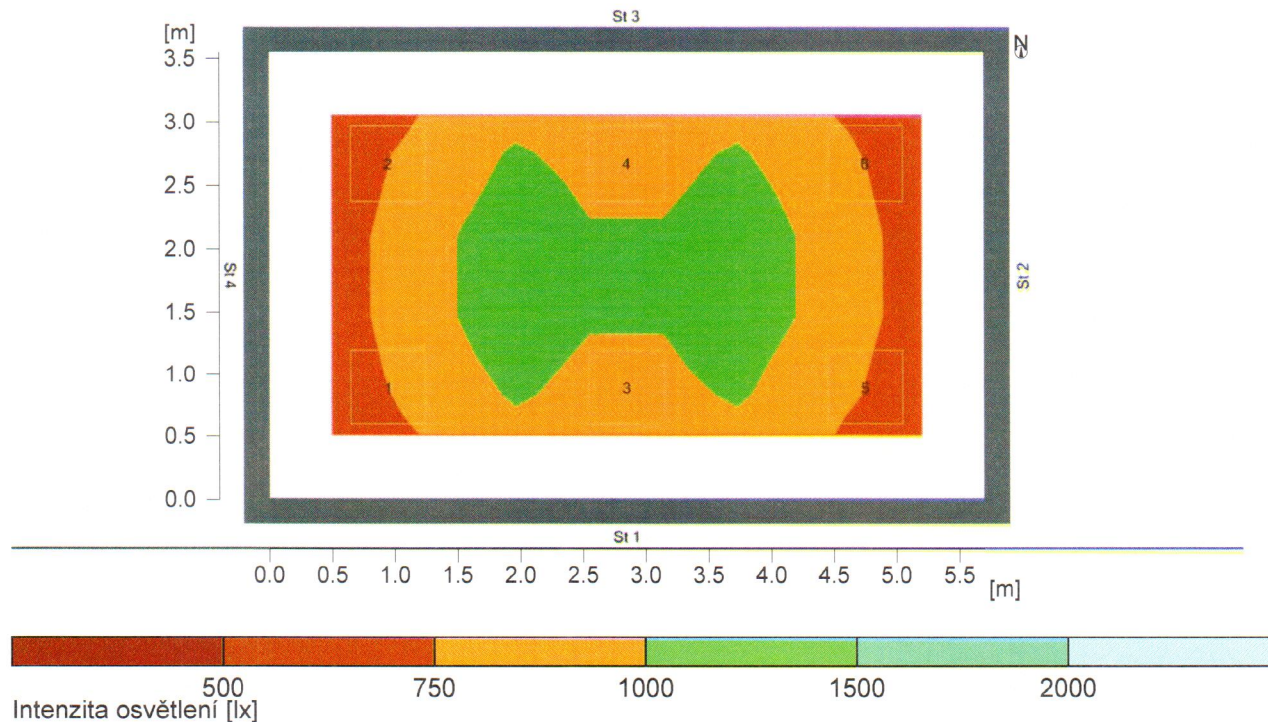 St 3
[m]
N
3.5
3.0
2.5
2.0
1.5
1.0
0.5
0.0
2
4
6
St 4
St 2
1
3
5
St 1
0.0 0.5 1.0 1.5 2.0 2.5 3.0 3.5 4.0 4.5 5.0 5.5
[m]
500 750 1000 1500 2000
Intenzita osvětlení [lx]